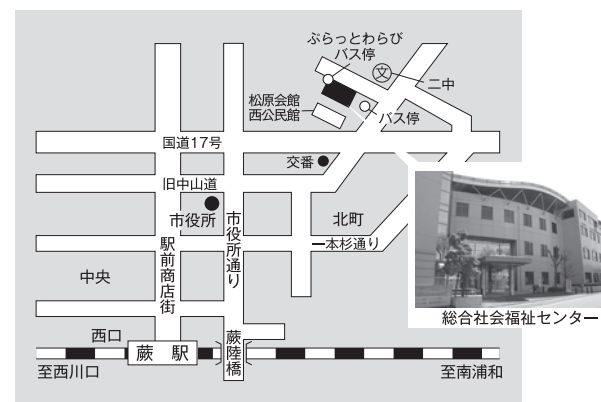 ぷらっとわらび
バス停
文
二中
松原会館
西公民館
バス停
国道17号
交番
旧中山道
市役所
市役所通り
北町
一本杉通り
駅前商店街
中央
総合社会福祉センター
西口
蕨 駅
蕨陸橋
至西川口
至南浦和